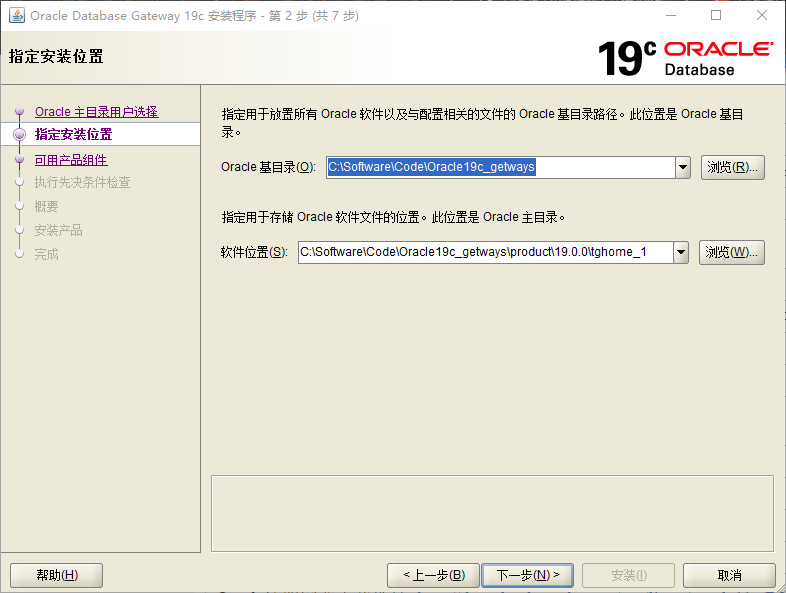 Oracle Database Gateway 19c 安装程序 - 第 2 步 (共 7 步)
指定安装位置
19c ORACLE
Database
Oracle 主目录用户选择
指定安装位置
可用产品组件
执行先决条件检查
概要
安装产品
完成
指定用于放置所有 Oracle 软件以及与配置相关的文件的 Oracle 基目录路径。此位置是 Oracle 基目
录。
Oracle 基目录(O): C:\Software\Code\Oracle19c_getways 浏览(R)...
指定用于存储 Oracle 软件文件的位置。此位置是 Oracle 主目录。
软件位置(S): C:\Software\Code\Oracle19c_getways\product\19.0.0\tghome_1 浏览(W)...
帮助(H) < 上一步(B) 下一步(N) > 安装(I) 取消